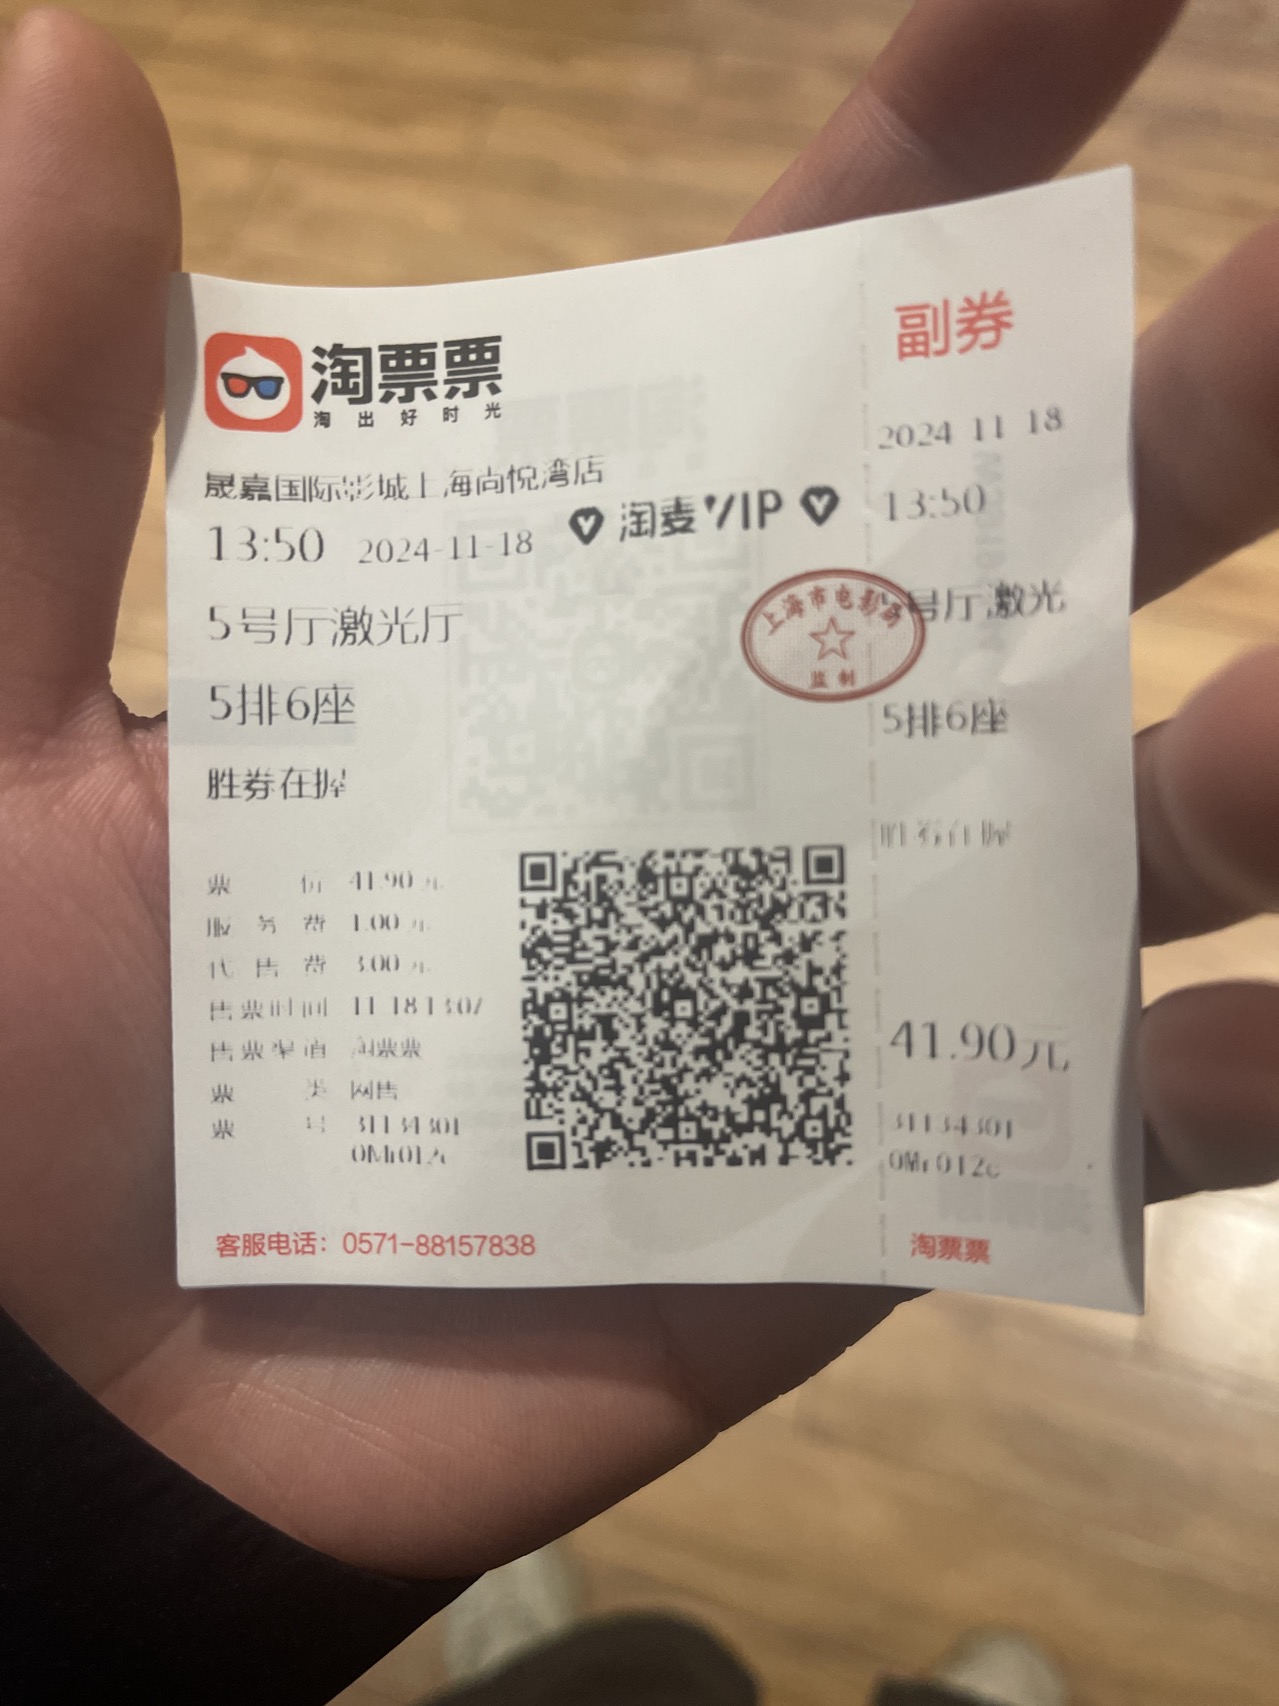 淘票票
淘出好时光
晟嘉国际影城上海尚悦湾店
13:50 2024-11-18 淘麦VIP
5号厅激光厅
5排6座
胜券在握
票价 41.90元
服务费 1.00元
代售费 3.00元
售票时间 11 18 1307
售票渠道 淘票票
票类 网售
票号 31134301
0Mr012c
客服电话：0571-88157838
副券
2024 11 18
13:50
号厅激光
5排6座
胜券在握
41.90元
31134301
0Mr012c
淘票票
上海市电影局
监制